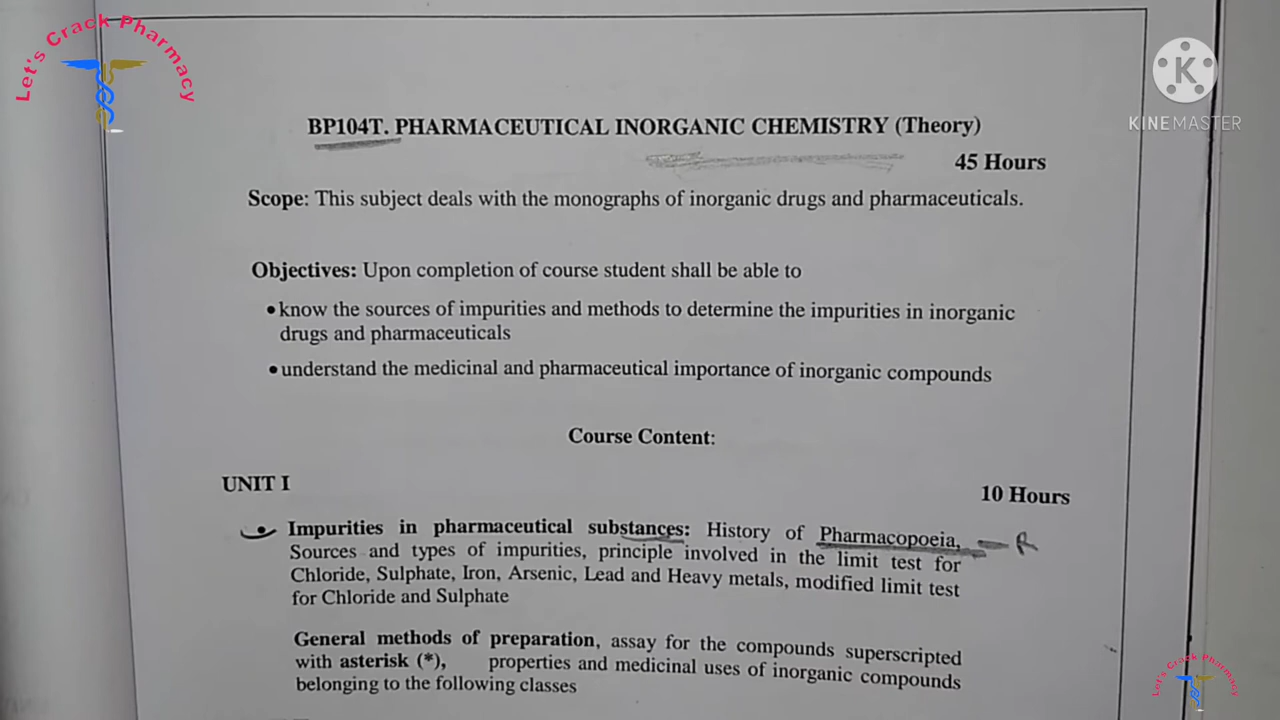 Let's Crack Pharmacy
KINEMASTER
BP104T. PHARMACEUTICAL INORGANIC CHEMISTRY (Theory)
45 Hours
Scope: This subject deals with the monographs of inorganic drugs and pharmaceuticals.
Objectives: Upon completion of course student shall be able to
• know the sources of impurities and methods to determine the impurities in inorganic
drugs and pharmaceuticals
• understand the medicinal and pharmaceutical importance of inorganic compounds
Course Content:
UNIT I
10 Hours
• Impurities in pharmaceutical substances: History of Pharmacopoeia,
Sources and types of impurities, principle involved in the limit test for
Chloride, Sulphate, Iron, Arsenic, Lead and Heavy metals, modified limit test
for Chloride and Sulphate
General methods of preparation, assay for the compounds superscripted
with asterisk (*), properties and medicinal uses of inorganic compounds
belonging to the following classes
Let's Crack Pharmacy